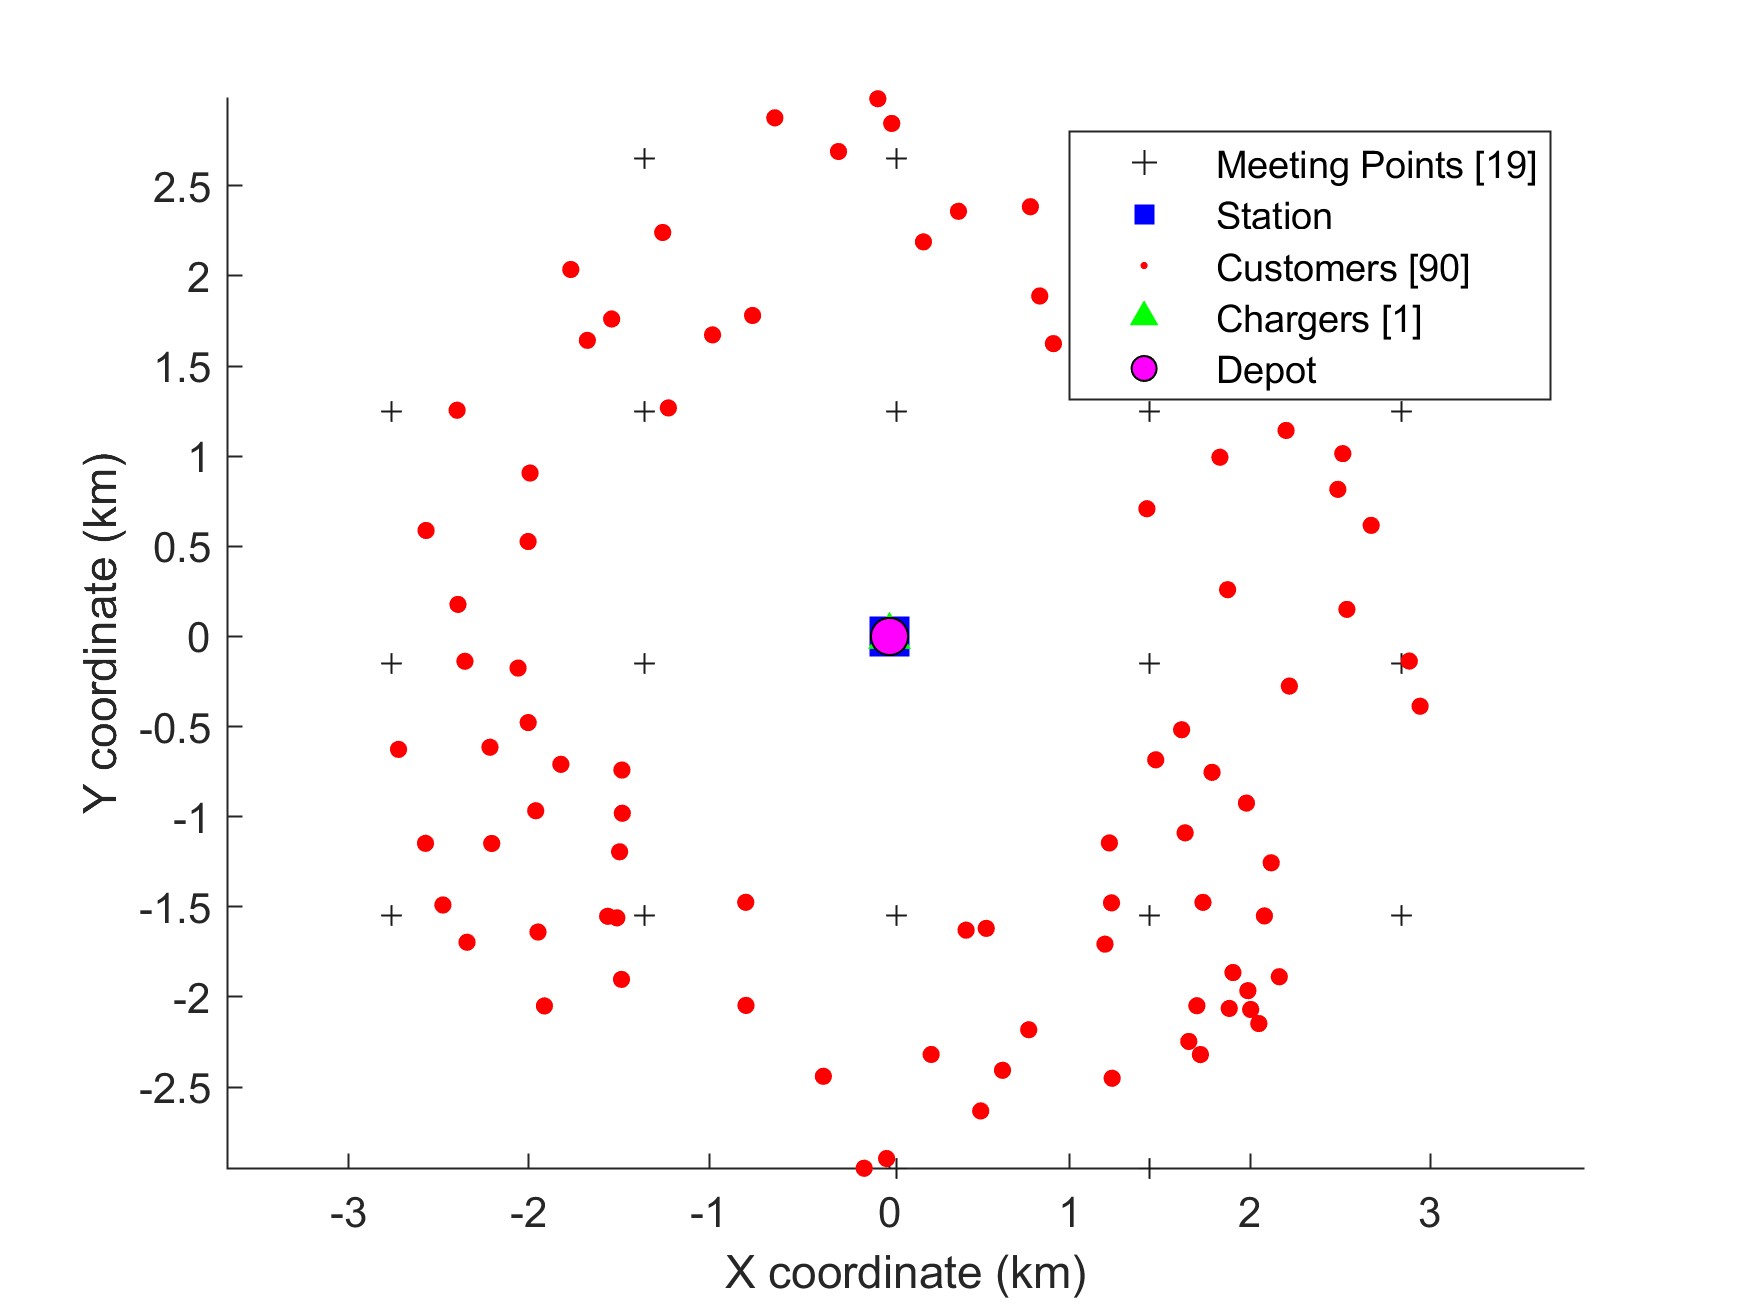 Meeting Points [19]
Station
Customers [90]
Chargers [1]
Depot
2.5
2
1.5
1
0.5
0
-0.5
-1
-1.5
-2
-2.5
Y coordinate (km)
-3 -2 -1 0 1 2 3
X coordinate (km)